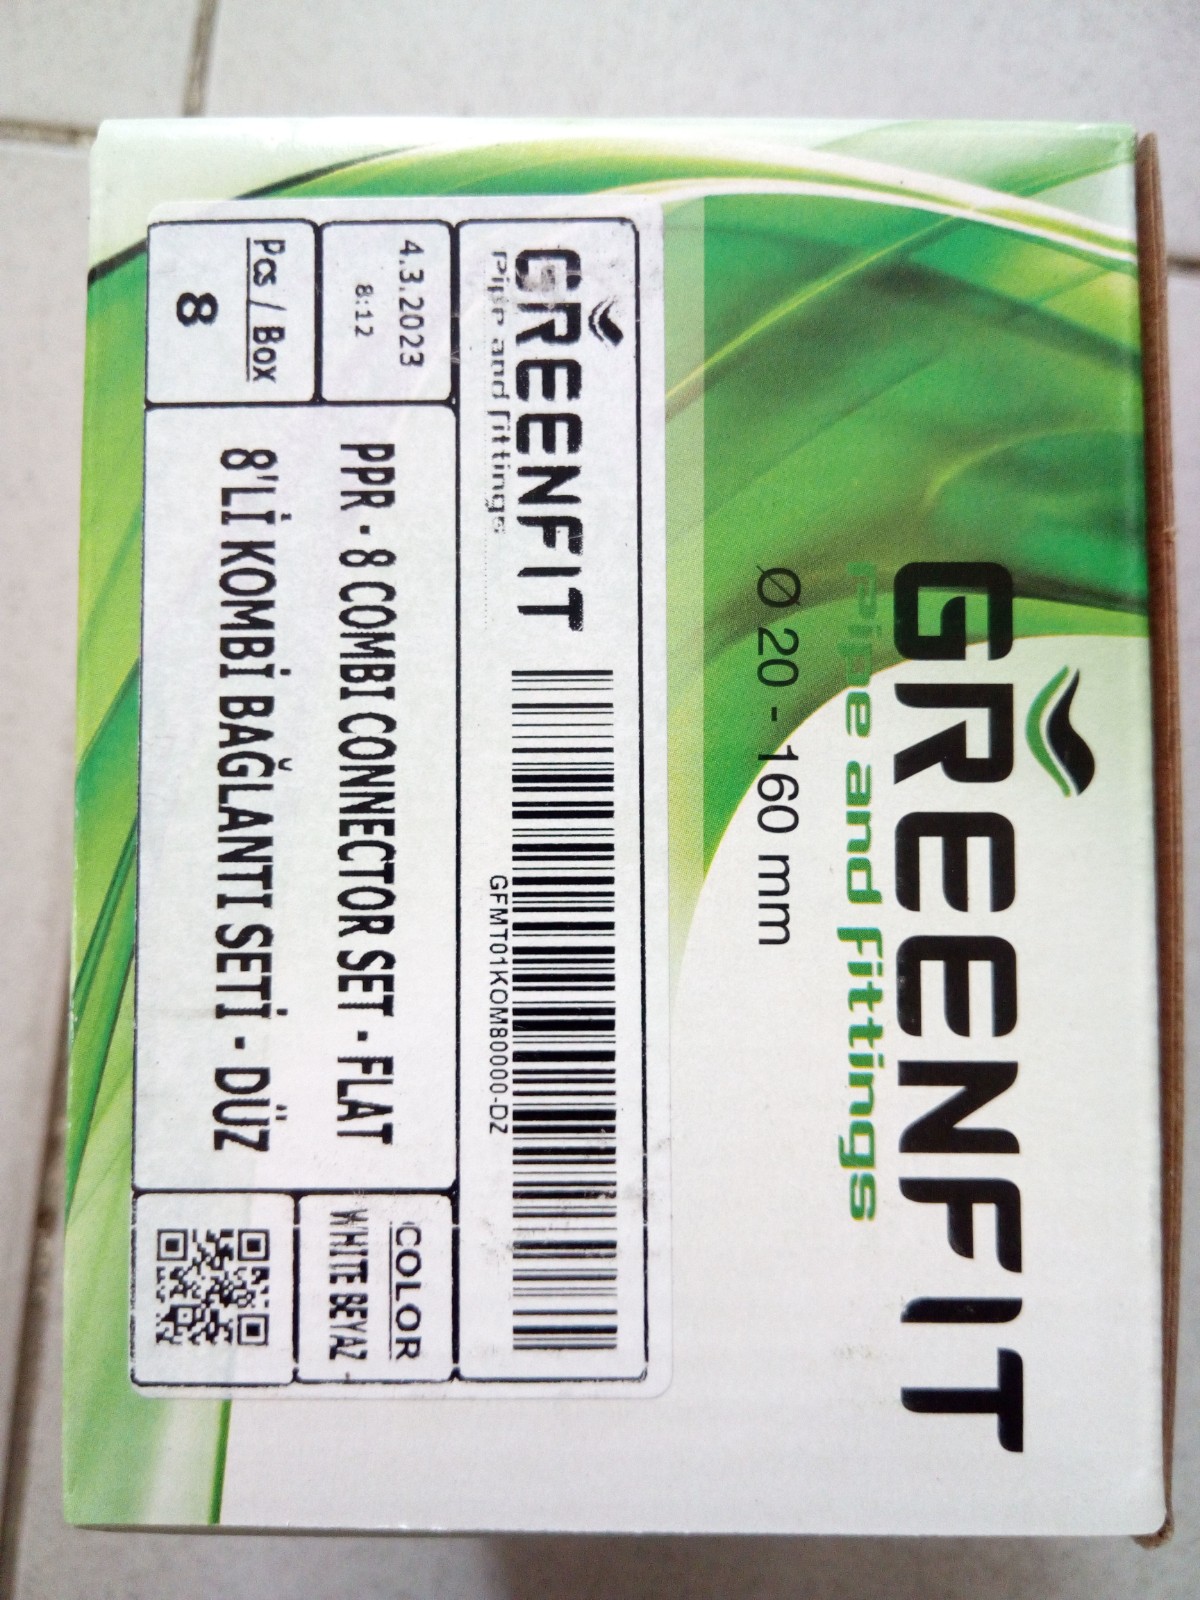 GREENFIT
Pipe and Fittings
Ø 20 - 160 mm
GREENFIT
Pipe and Fittings
GFMT01KOM80000-DZ
4.3.2023
8:12
PPR - 8 COMBI CONNECTOR SET - FLAT
COLOR
WHITE BEYAZ
Pcs / Box
8
8'Lİ KOMBİ BAĞLANTI SETİ - DÜZ